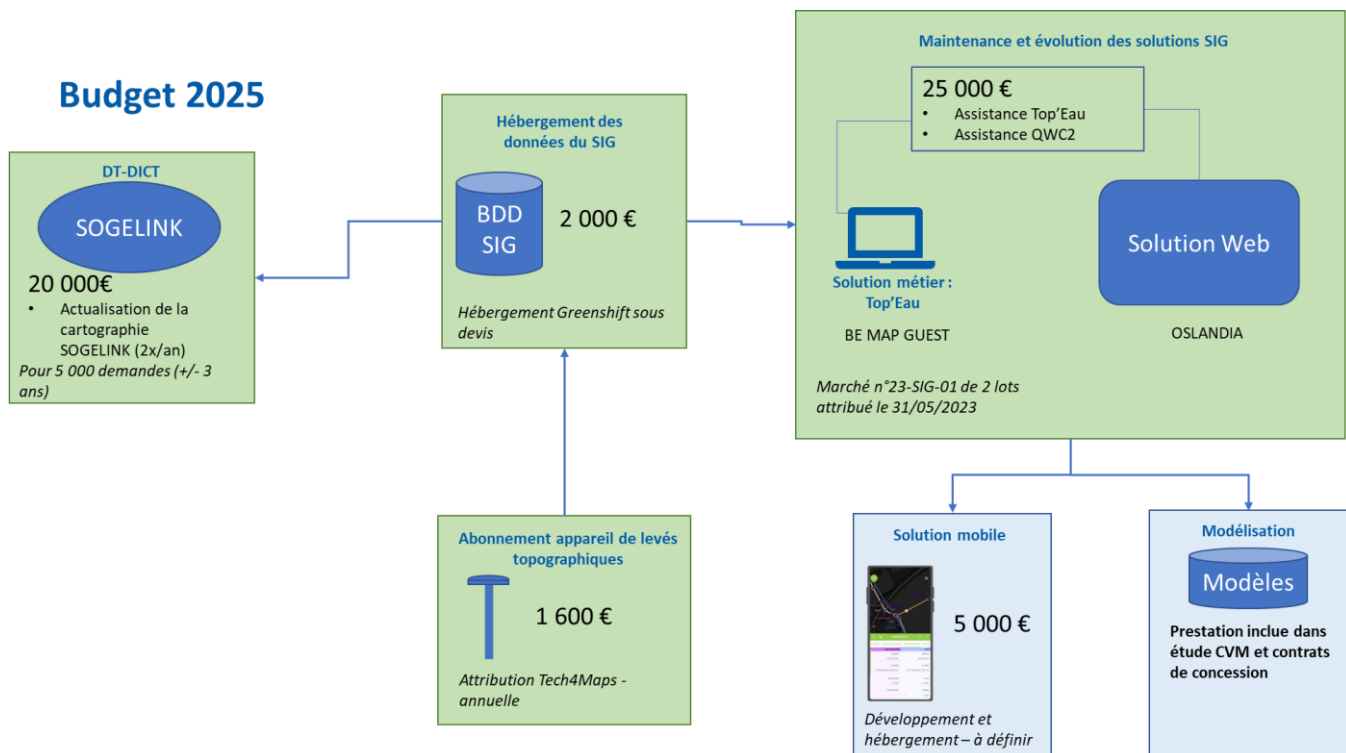 Budget 2025
DT-DICT
SOGELINK
20 000€
• Actualisation de la
cartographie
SOGELINK (2x/an)
Pour 5 000 demandes (+/- 3
ans)
Hébergement des
données du SIG
BDD
SIG
2 000 €
Hébergement Greenshift sous
devis
Maintenance et évolution des solutions SIG
25 000 €
• Assistance Top’Eau
• Assistance QWC2
Solution métier :
Top’Eau
BE MAP GUEST
Solution Web
OSLANDIA
Marché n°23-SIG-01 de 2 lots
attribué le 31/05/2023
Abonnement appareil de levés
topographiques
1 600 €
Attribution Tech4Maps -
annuelle
Solution mobile
5 000 €
Développement et
hébergement – à définir
Modélisation
Modèles
Prestation inclue dans
étude CVM et contrats
de concession